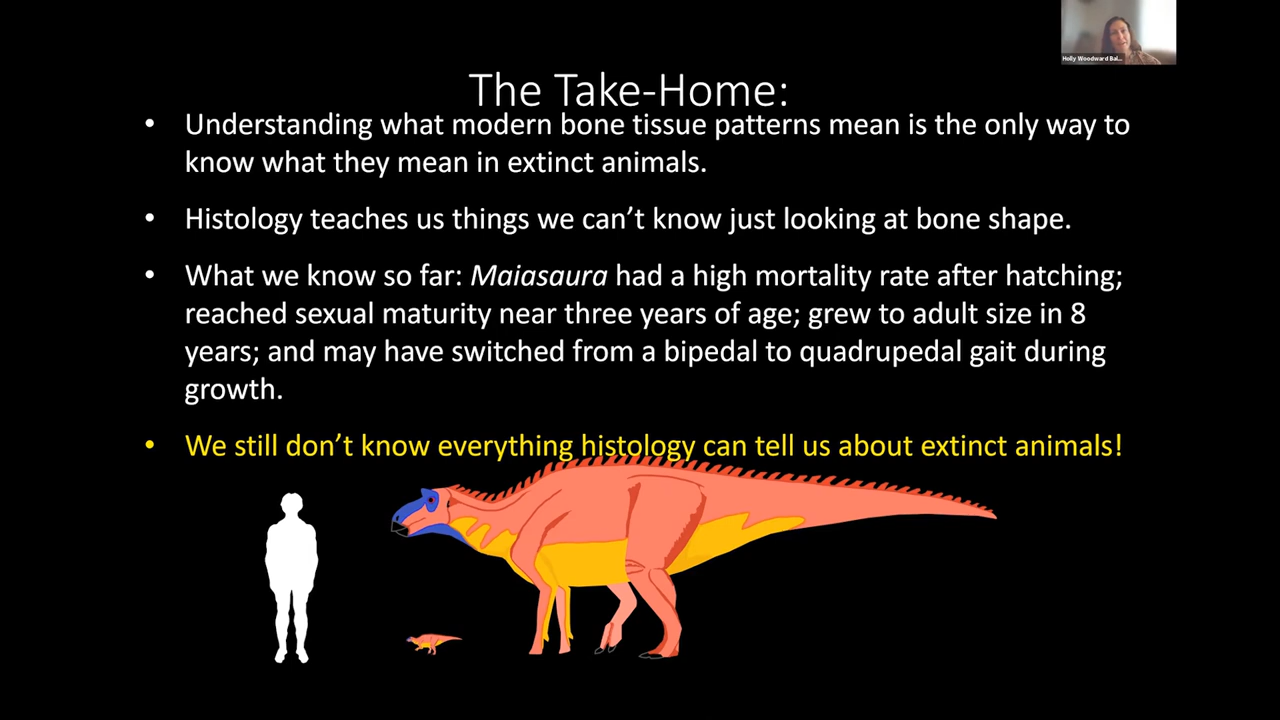 Holly Woodward Bal...
The Take-Home:
• Understanding what modern bone tissue patterns mean is the only way to
know what they mean in extinct animals.
• Histology teaches us things we can’t know just looking at bone shape.
• What we know so far: Maiasaura had a high mortality rate after hatching;
reached sexual maturity near three years of age; grew to adult size in 8
years; and may have switched from a bipedal to quadrupedal gait during
growth.
• We still don’t know everything histology can tell us about extinct animals!